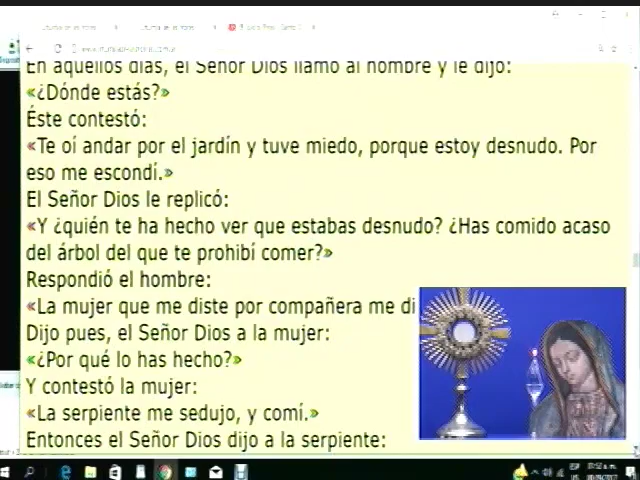 En aquellos días, el Señor Dios llamó al hombre y le dijo:
«¿Dónde estás?»
Éste contestó:
«Te oí andar por el jardín y tuve miedo, porque estoy desnudo. Por
eso me escondí.»
El Señor Dios le replicó:
«Y ¿quién te ha hecho ver que estabas desnudo? ¿Has comido acaso
del árbol del que te prohibí comer?»
Respondió el hombre:
«La mujer que me diste por compañera me di
Dijo pues, el Señor Dios a la mujer:
«¿Por qué lo has hecho?»
Y contestó la mujer:
«La serpiente me sedujo, y comí.»
Entonces el Señor Dios dijo a la serpiente:
ESP